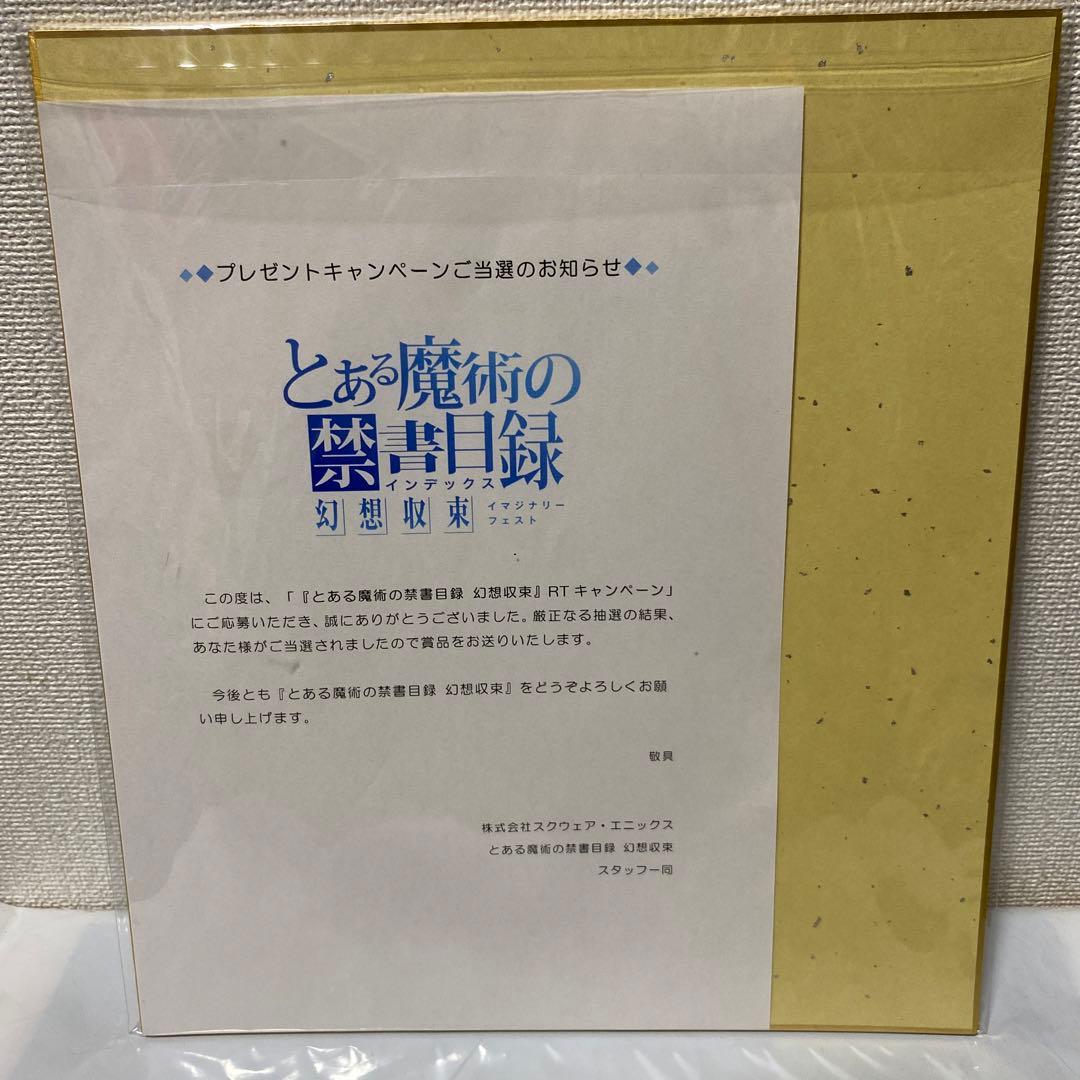 ◆◆プレゼントキャンペーンご当選のお知らせ◆◆
とある魔術の
禁書目録
インデックス
幻想収束
イマジナリー
フェスト
この度は、「『とある魔術の禁書目録 幻想収束』RTキャンペーン」
にご応募いただき、誠にありがとうございました。厳正なる抽選の結果、
あなた様がご当選されましたので賞品をお送りいたします。
今後とも『とある魔術の禁書目録 幻想収束』をどうぞよろしくお願
い申し上げます。
敬具
株式会社スクウェア・エニックス
とある魔術の禁書目録 幻想収束
スタッフ一同